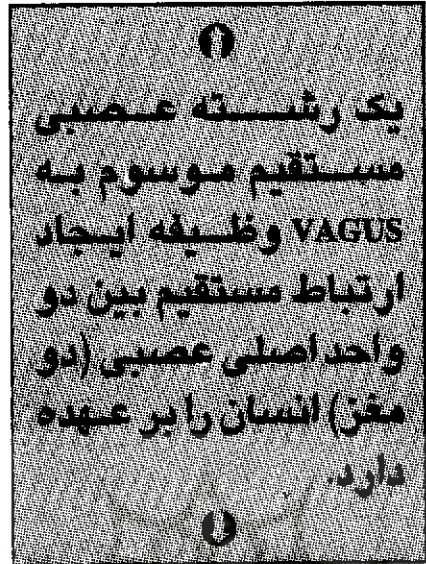 یک رشته عصبی
مستقیم موسوم به
VAGUS وظیفه ایجاد
ارتباط مستقیم بین دو
واحد اصلی عصبی (دو
مغز) انسان را بر عهده
دارد.